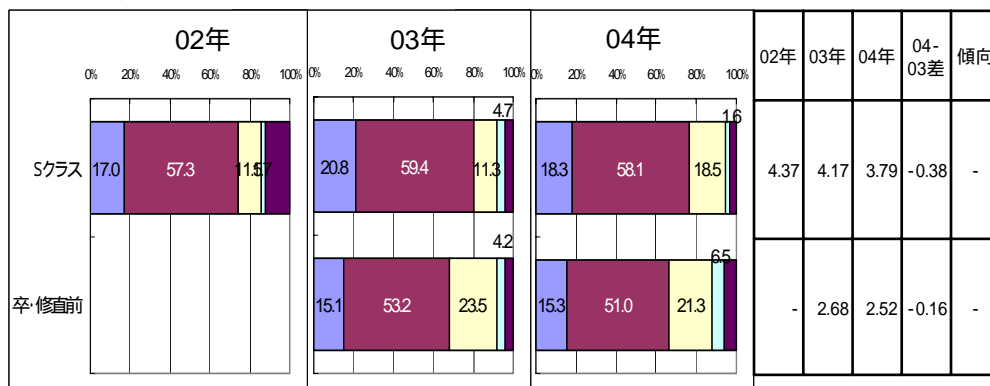 02年 03年 04年 02年 03年 04年 04-03差 傾向
0% 20% 40% 60% 80% 100% 0% 20% 40% 60% 80% 100% 0% 20% 40% 60% 80% 100%
4.7 1.6
Sクラス 17.0 57.3 11.5 1.7 20.8 59.4 11.3 18.3 58.1 18.5 4.37 4.17 3.79 -0.38 -
4.2 6.5
卒・修直前 15.1 53.2 23.5 15.3 51.0 21.3 - 2.68 2.52 -0.16 -